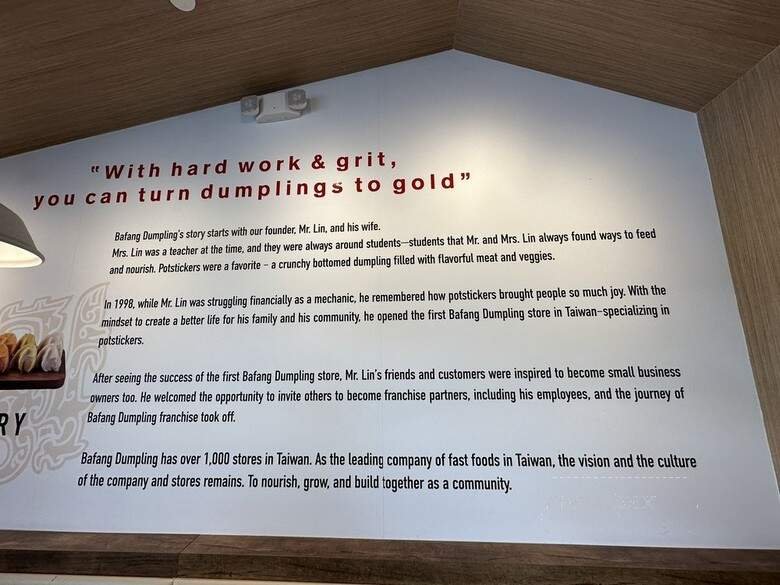 “With hard work & grit,
you can turn dumplings to gold”
Bafang Dumpling's story starts with our founder, Mr. Lin, and his wife.
Mrs. Lin was a teacher at the time, and they were always around students—students that Mr. and Mrs. Lin always found ways to feed
and nourish. Potstickers were a favorite – a crunchy bottomed dumpling filled with flavorful meat and veggies.
In 1998, while Mr. Lin was struggling financially as a mechanic, he remembered how potstickers brought people so much joy. With the
mindset to create a better life for his family and his community, he opened the first Bafang Dumpling store in Taiwan–specializing in
potstickers.
After seeing the success of the first Bafang Dumpling store, Mr. Lin's friends and customers were inspired to become small business
owners too. He welcomed the opportunity to invite others to become franchise partners, including his employees, and the journey of
Bafang Dumpling franchise took off.
RY
Bafang Dumpling has over 1,000 stores in Taiwan. As the leading company of fast foods in Taiwan, the vision and the culture
of the company and stores remains. To nourish, grow, and build together as a community.